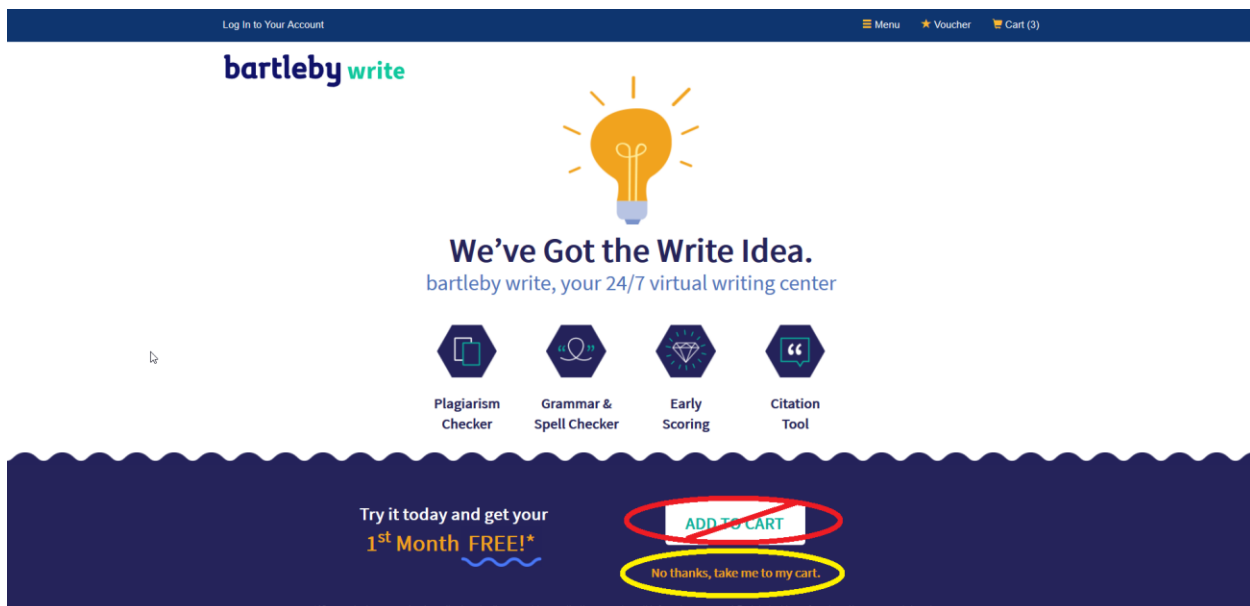 Log In to Your Account
Menu
Voucher
Cart (3)
bartleby write
We've Got the Write Idea.
bartleby write, your 24/7 virtual writing center
Plagiarism
Checker
Grammar &
Spell Checker
Early
Scoring
Citation
Tool
Try it today and get your
1st Month FREE!*
ADD TO CART
No thanks, take me to my cart.